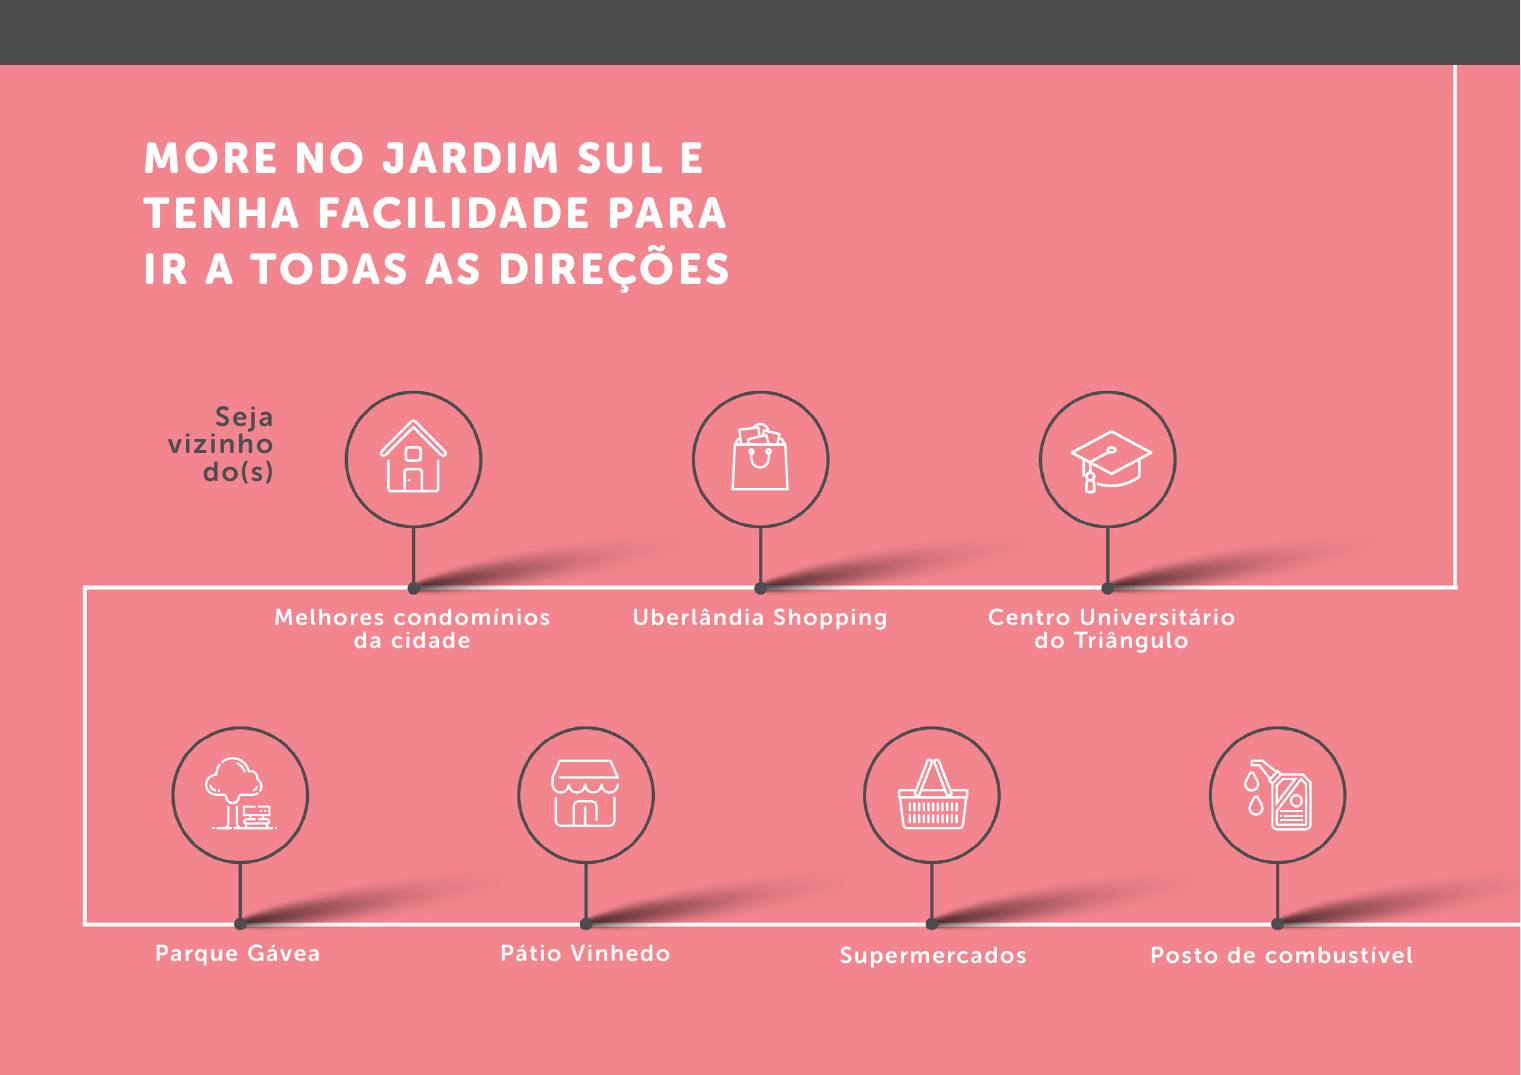 MORE NO JARDIM SUL E
TENHA FACILIDADE PARA
IR A TODAS AS DIREÇÕES
Seja
vizinho
do(s)
Melhores condomínios
da cidade
Uberlândia Shopping
Centro Universitário
do Triângulo
Parque Gávea
Pátio Vinhedo
Supermercados
Posto de combustível